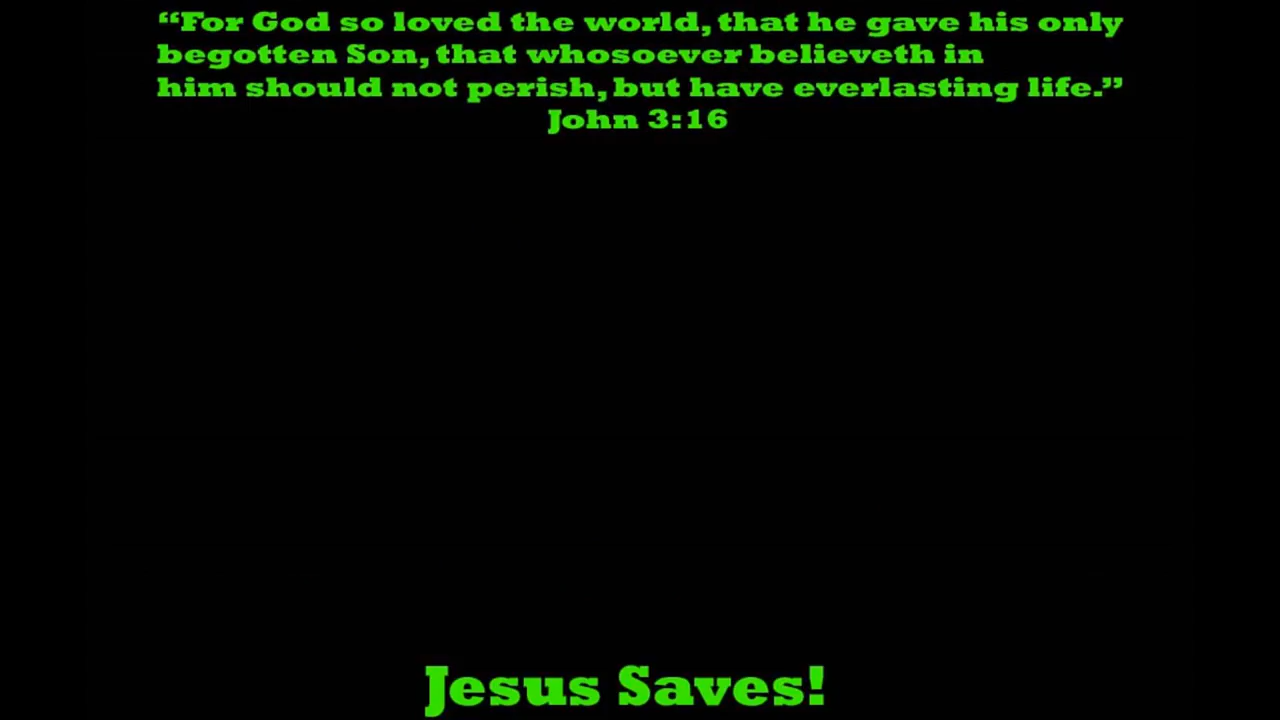 “For God so loved the world, that he gave his only
begotten Son, that whosoever believeth in
him should not perish, but have everlasting life.”
John 3:16
Jesus Saves!